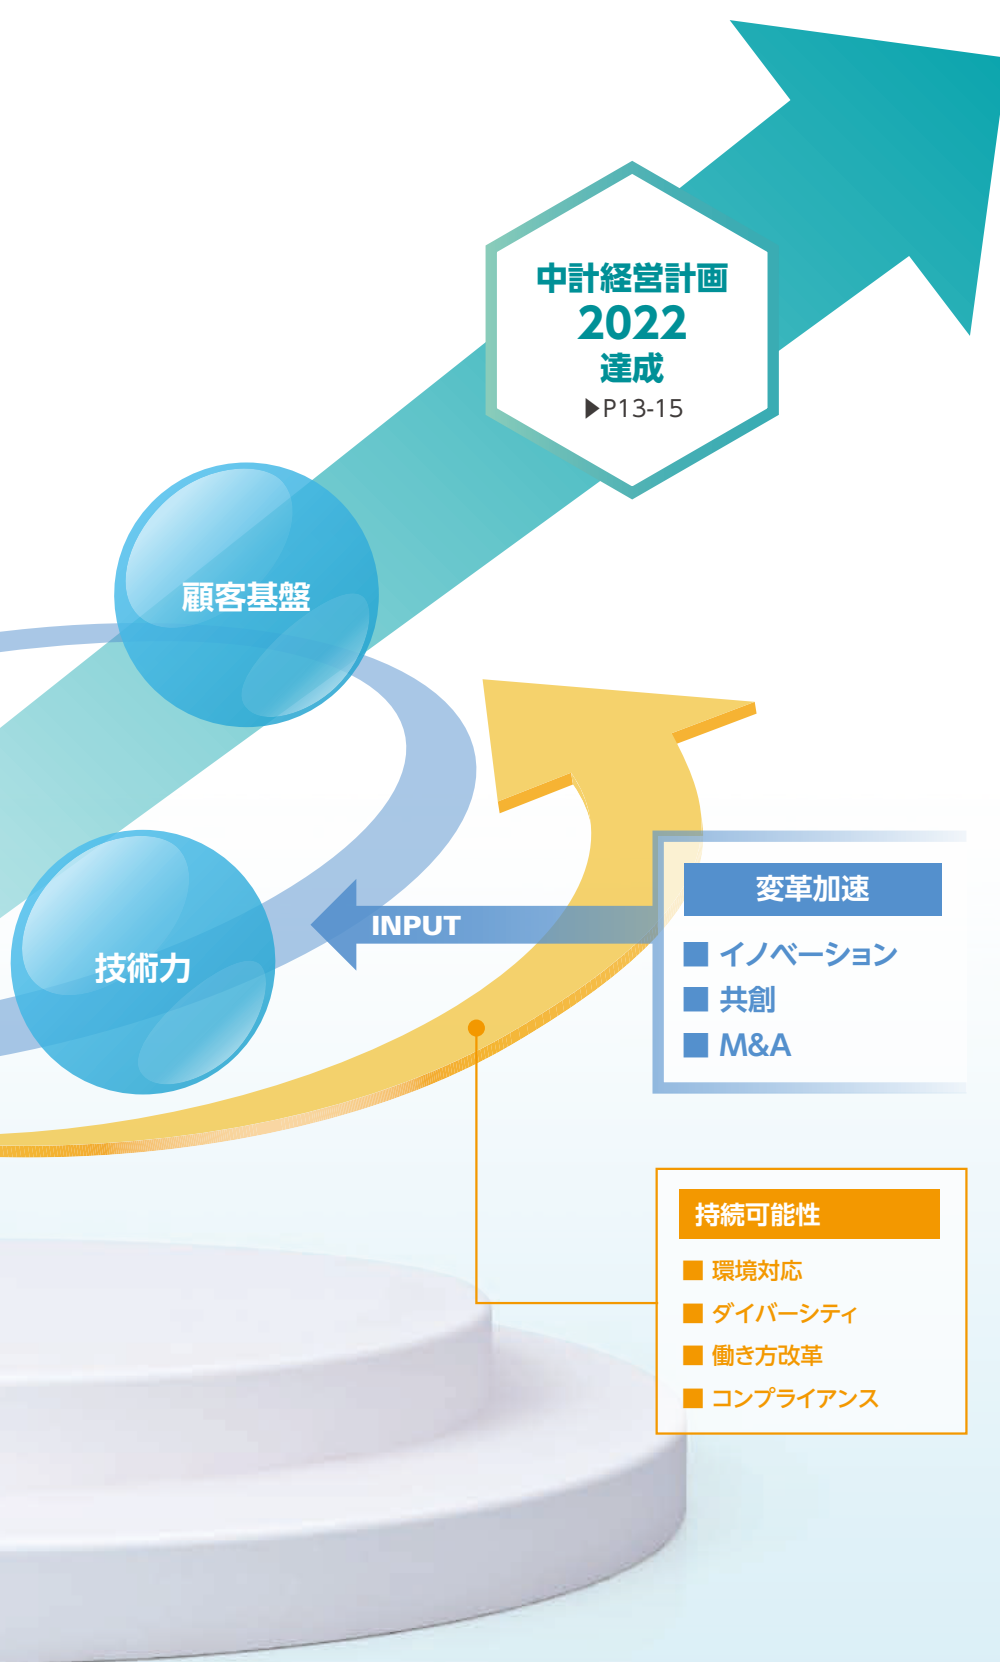 中計経営計画
2022
達成
▶P13-15
顧客基盤
技術力
INPUT
変革加速
■ イノベーション
■ 共創
■ M&A
持続可能性
■ 環境対応
■ ダイバーシティ
■ 働き方改革
■ コンプライアンス